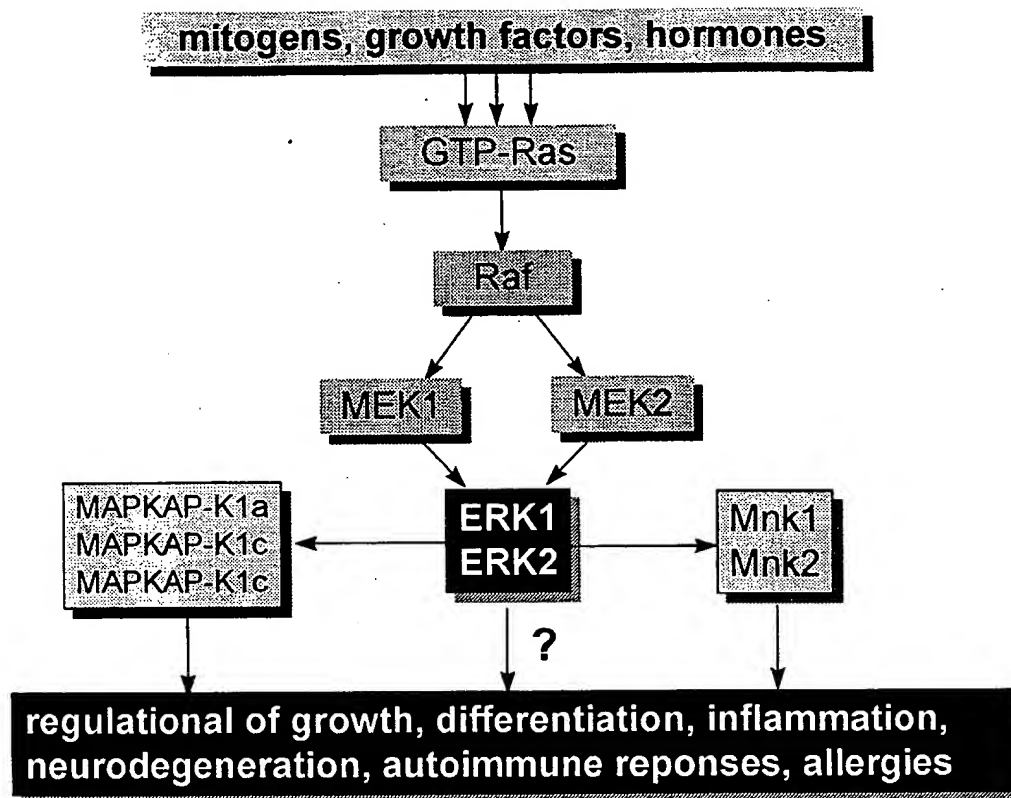 mitogens, growth factors, hormones
GTP-Ras
Raf
MEK1
MEK2
MAPKAP-K1a
MAPKAP-K1c
MAPKAP-K1c
ERK1
ERK2
Mnk1
Mnk2
?
regulational of growth, differentiation, inflammation,
neurodegeneration, autoimmune reponses, allergies